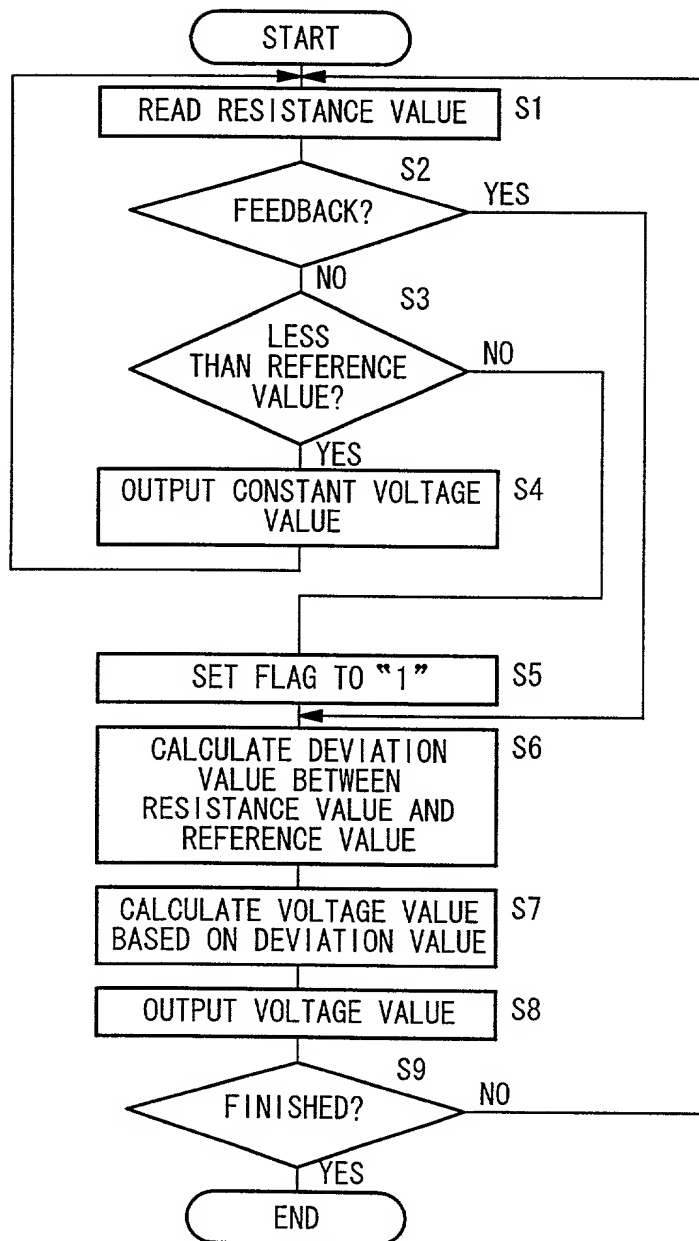 START
READ RESISTANCE VALUE S1
S2
FEEDBACK? YES
NO
S3
LESS
THAN REFERENCE NO
VALUE?
YES
OUTPUT CONSTANT VOLTAGE S4
VALUE
SET FLAG TO "1" S5
CALCULATE DEVIATION S6
VALUE BETWEEN
RESISTANCE VALUE AND
REFERENCE VALUE
CALCULATE VOLTAGE VALUE S7
BASED ON DEVIATION VALUE
OUTPUT VOLTAGE VALUE S8
S9
FINISHED? NO
YES
END